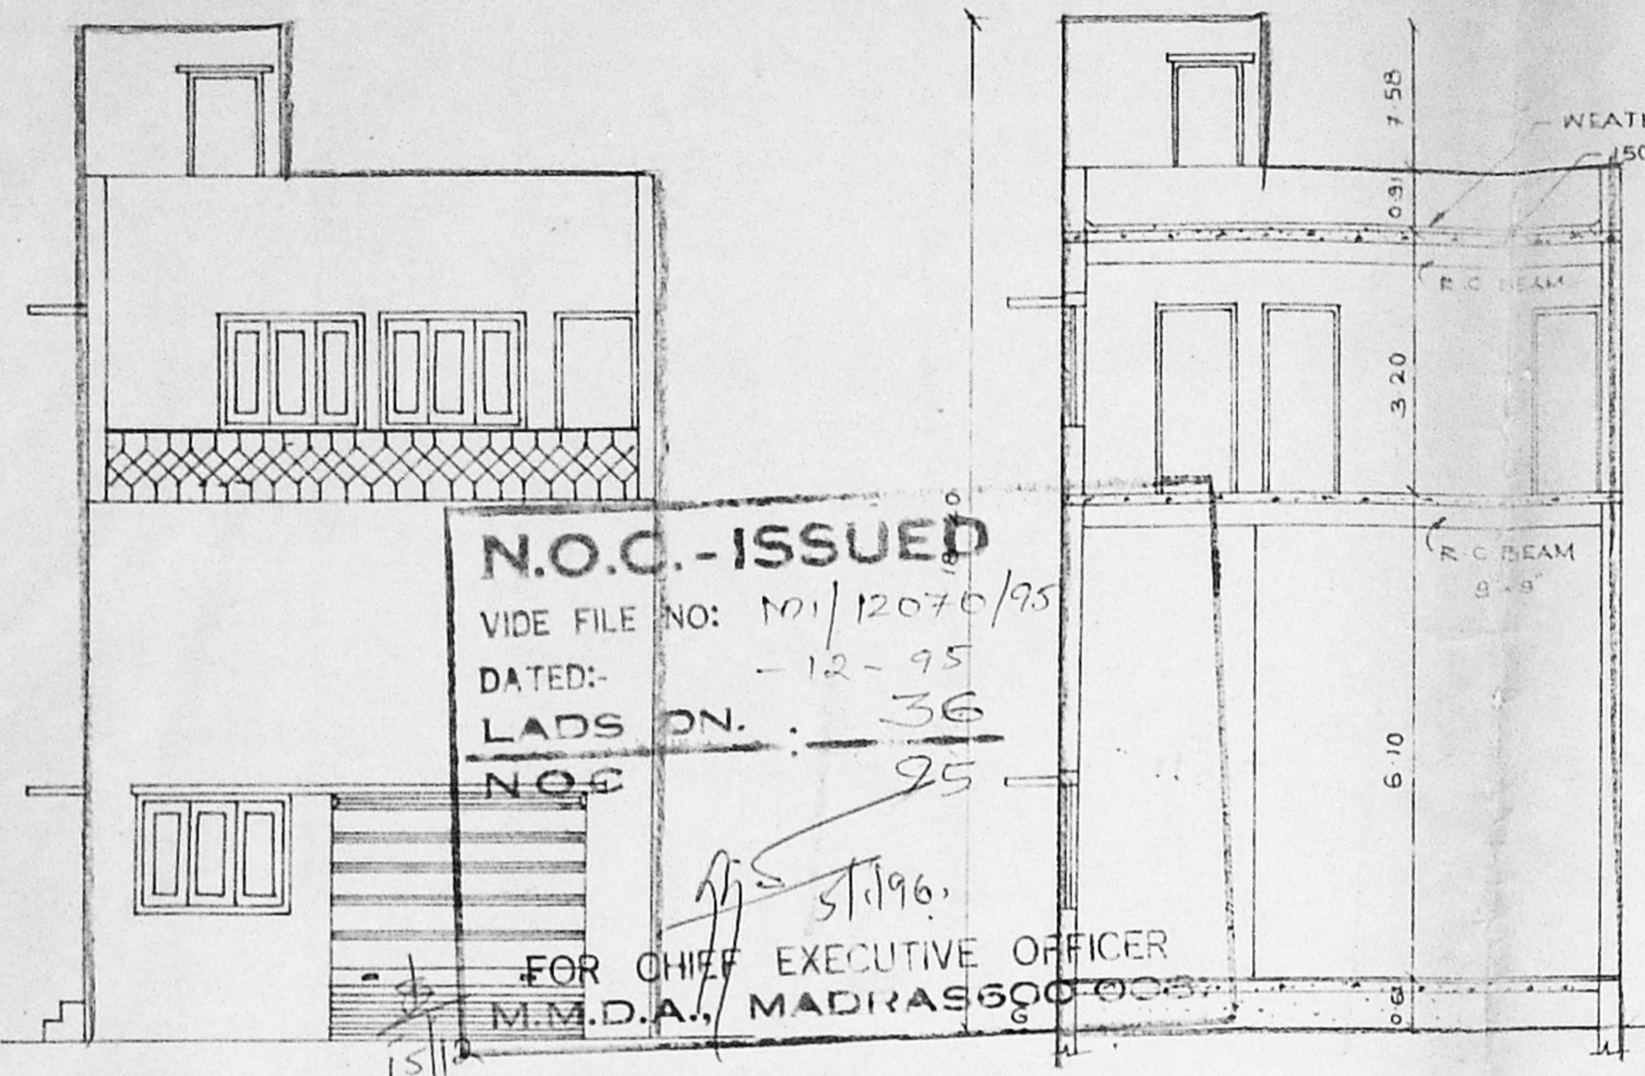 7.58
WEATH
150
0.91
R.C BEAM
3.20
R.C BEAM
9" × 9"
6.10
0.61
N.O.C.-ISSUED
VIDE FILE NO: M1/12070/95
DATED:- -12-95
LADS DN. : 36
NOC 95
5/1/96.
FOR CHIEF EXECUTIVE OFFICER
M.M.D.A., MADRAS 600 008.
15/12